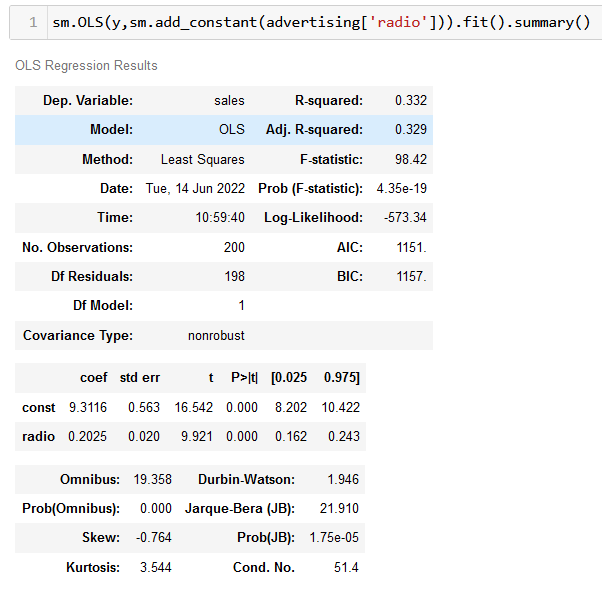 1 sm.OLS(y,sm.add_constant(advertising['radio'])).fit().summary()
OLS Regression Results
Dep. Variable: sales R-squared: 0.332
Model: OLS Adj. R-squared: 0.329
Method: Least Squares F-statistic: 98.42
Date: Tue, 14 Jun 2022 Prob (F-statistic): 4.35e-19
Time: 10:59:40 Log-Likelihood: -573.34
No. Observations: 200 AIC: 1151.
Df Residuals: 198 BIC: 1157.
Df Model: 1
Covariance Type: nonrobust
coef std err t P>|t| [0.025 0.975]
const 9.3116 0.563 16.542 0.000 8.202 10.422
radio 0.2025 0.020 9.921 0.000 0.162 0.243
Omnibus: 19.358 Durbin-Watson: 1.946
Prob(Omnibus): 0.000 Jarque-Bera (JB): 21.910
Skew: -0.764 Prob(JB): 1.75e-05
Kurtosis: 3.544 Cond. No. 51.4